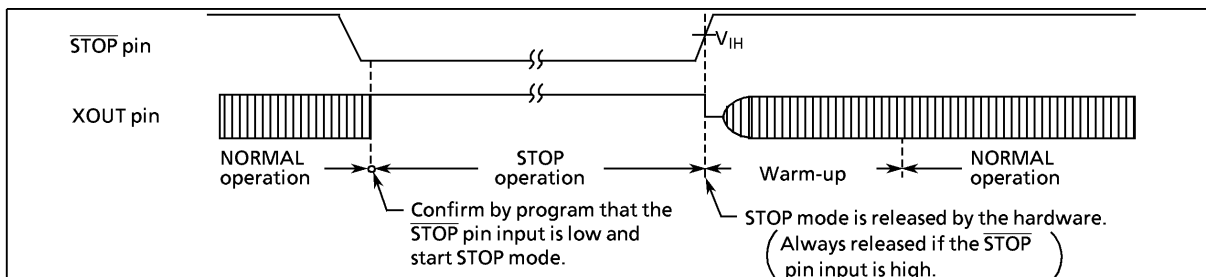 STOP pin
VIH
XOUT pin
NORMAL
operation
STOP
operation
Warm-up
NORMAL
operation
Confirm by program that the
STOP pin input is low and
start STOP mode.
STOP mode is released by the hardware.
(Always released if the STOP
pin input is high.)